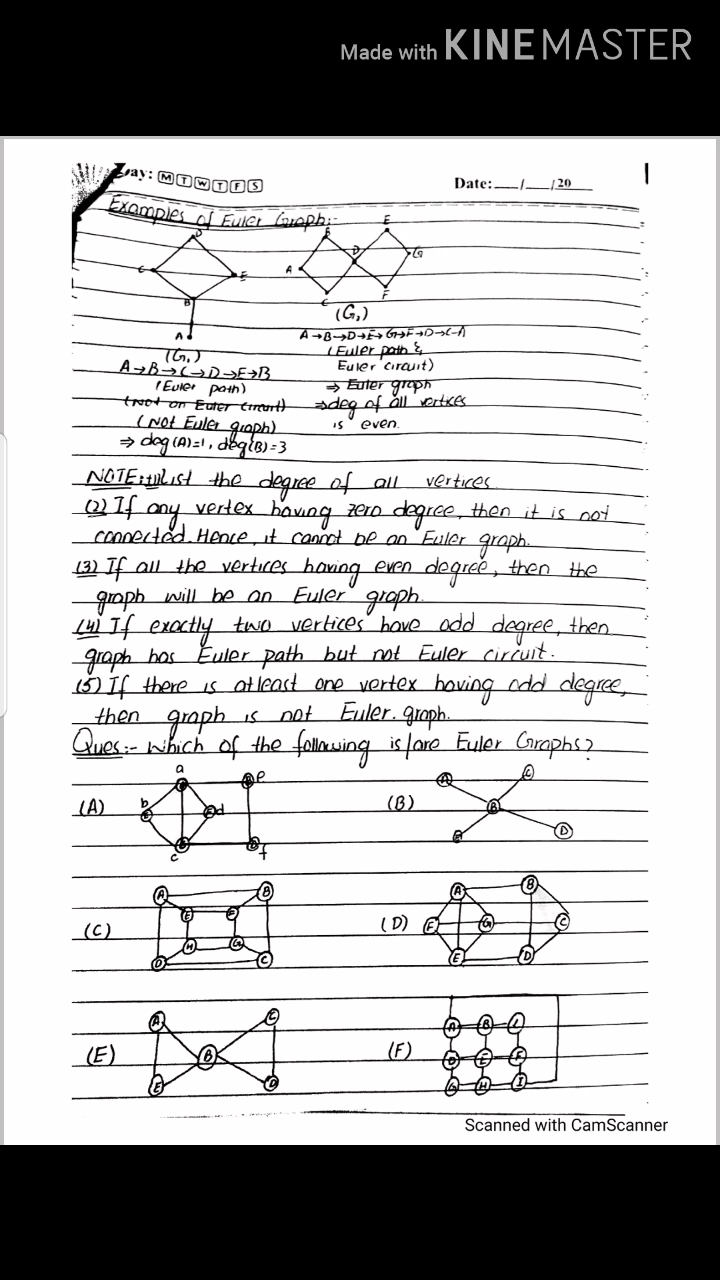 Made with KINEMASTER
Day: M T W T F S
Date:__/__/20__
Examples of Euler Graph:-
D
C
E
B
A
B
E
D
G
A
C
F
(G,)
(G,)
A→B→D→E→G→F→D→C→A
(Euler path &
Euler circuit)
A→B→C→D→E→B
⇒ Euler graph
(Euler path)
(Not an Euler Circuit)
⇒deg of all vertices
(Not Euler graph)
is even.
⇒ deg(A)=1, deg(B)=3
NOTE:-(1)List the degree of all vertices
(2) If any vertex having zero degree, then it is not
connected. Hence, it cannot be an Euler graph.
(3) If all the vertices having even degree, then the
graph will be an Euler graph.
(4) If exactly two vertices have odd degree, then
graph has Euler path but not Euler circuit.
(5) If there is atleast one vertex having odd degree,
then graph is not Euler. graph.
Ques:- Which of the following is/are Euler Graphs?
(A)
a
b
c
d
e
f
(B)
A
C
B
D
(C)
A
B
E
F
H
G
D
C
(D)
A
B
F
G
C
E
D
(E)
A
C
B
E
D
(F)
A B
D E F
G H I
Scanned with CamScanner